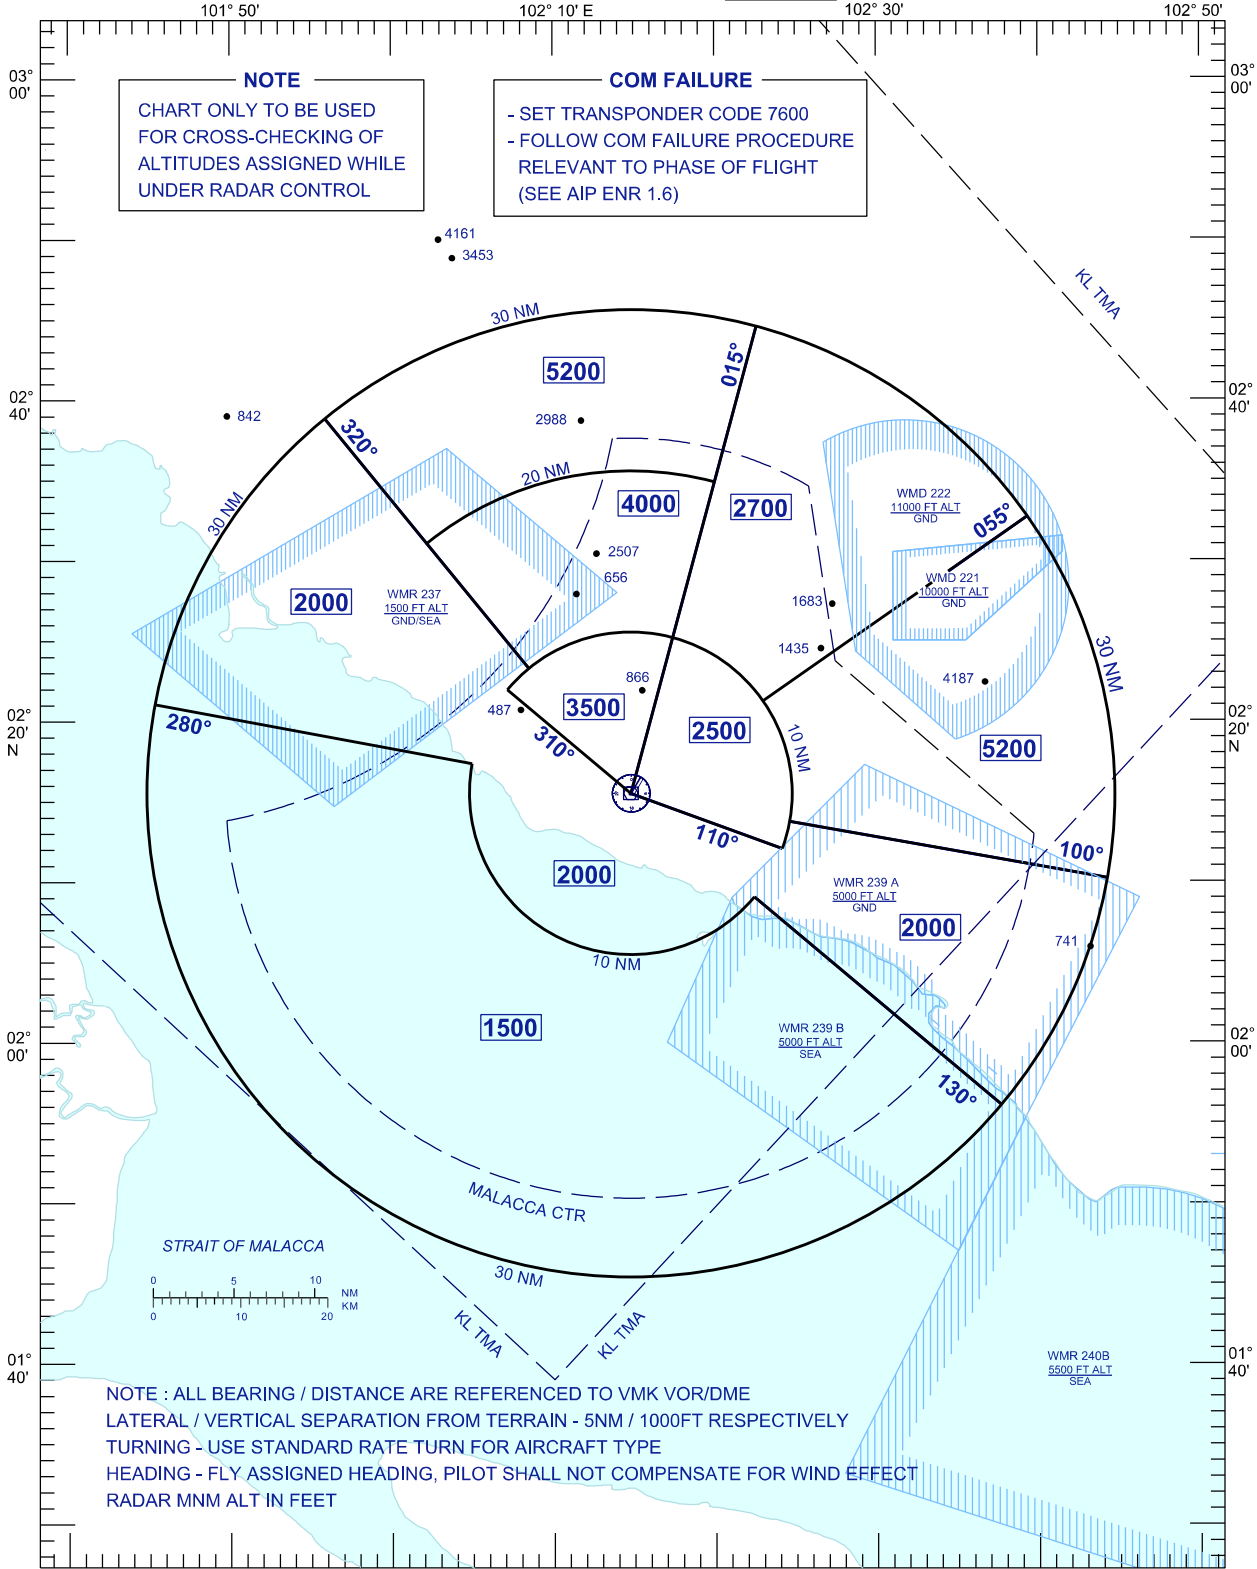 101° 50'
102° 10' E
102° 30'
102° 50'
03°
00'
03°
00'
NOTE
CHART ONLY TO BE USED
FOR CROSS-CHECKING OF
ALTITUDES ASSIGNED WHILE
UNDER RADAR CONTROL
COM FAILURE
- SET TRANSPONDER CODE 7600
- FOLLOW COM FAILURE PROCEDURE
RELEVANT TO PHASE OF FLIGHT
(SEE AIP ENR 1.6)
4161
3453
KL TMA
30 NM
5200
015°
02°
40'
02°
40'
842
2988
320°
20 NM
30 NM
4000
2700
WMD 222
11000 FT ALT
GND
055°
2507
656
WMR 237
1500 FT ALT
GND/SEA
2000
WMD 221
10000 FT ALT
GND
1683
1435
30 NM
866
4187
487
3500
2500
280°
310°
10 NM
5200
02°
20'
N
02°
20'
N
110°
100°
2000
WMR 239 A
5000 FT ALT
GND
2000
741
10 NM
1500
WMR 239 B
5000 FT ALT
SEA
02°
00'
02°
00'
130°
MALACCA CTR
STRAIT OF MALACCA
30 NM
0 5 10 NM
0 10 20 KM
KL TMA
KL TMA
WMR 240B
5500 FT ALT
SEA
01°
40'
01°
40'
NOTE : ALL BEARING / DISTANCE ARE REFERENCED TO VMK VOR/DME
LATERAL / VERTICAL SEPARATION FROM TERRAIN - 5NM / 1000FT RESPECTIVELY
TURNING - USE STANDARD RATE TURN FOR AIRCRAFT TYPE
HEADING - FLY ASSIGNED HEADING, PILOT SHALL NOT COMPENSATE FOR WIND EFFECT
RADAR MNM ALT IN FEET